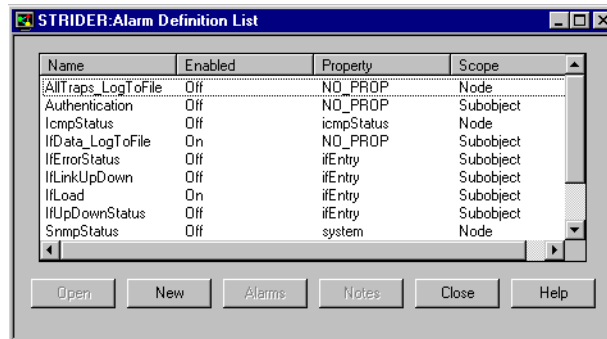 STRIDER:Alarm Definition List
Name Enabled Property Scope
AllTraps_LogToFile Off NO_PROP Node
Authentication Off NO_PROP Subobject
IcmpStatus Off icmpStatus Node
IfData_LogToFile On NO_PROP Subobject
IfErrorStatus Off ifEntry Subobject
IfLinkUpDown Off ifEntry Subobject
IfLoad On ifEntry Subobject
IfUpDownStatus Off ifEntry Subobject
SnmpStatus Off system Node
Open New Alarms Notes Close Help